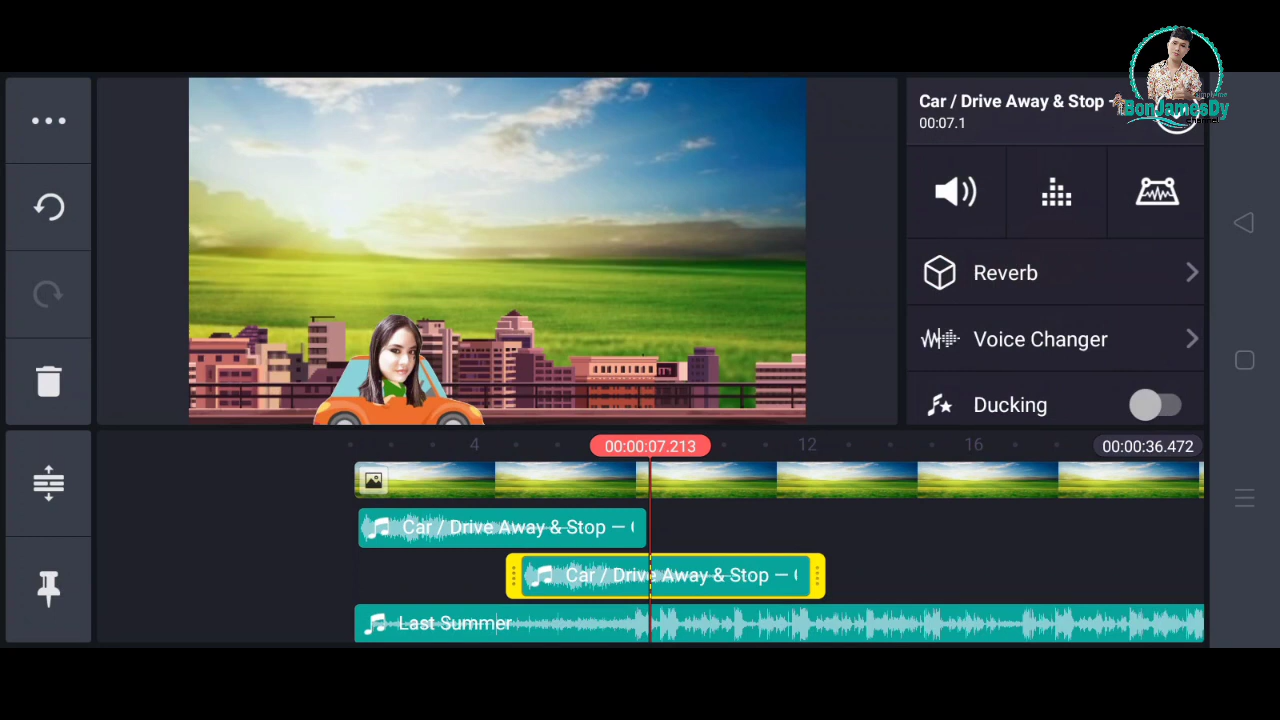 Car / Drive Away & Stop -
00:07.1
BonJamesDy
channel
Reverb
Voice Changer
Ducking
4
00:00:07.213
12
16
00:00:36.472
Car / Drive Away & Stop — (
Car / Drive Away & Stop — (
Last Summer